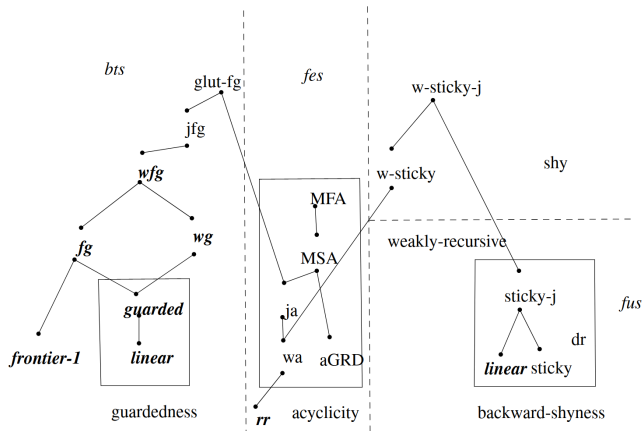 bts
fes
glut-fg
w-sticky-j
jfg
shy
wfg
w-sticky
MFA
fg
wg
weakly-recursive
MSA
guarded
ja
sticky-j
fus
frontier-1
linear
wa
aGRD
dr
linear sticky
guardedness
rr
acyclicity
backward-shyness